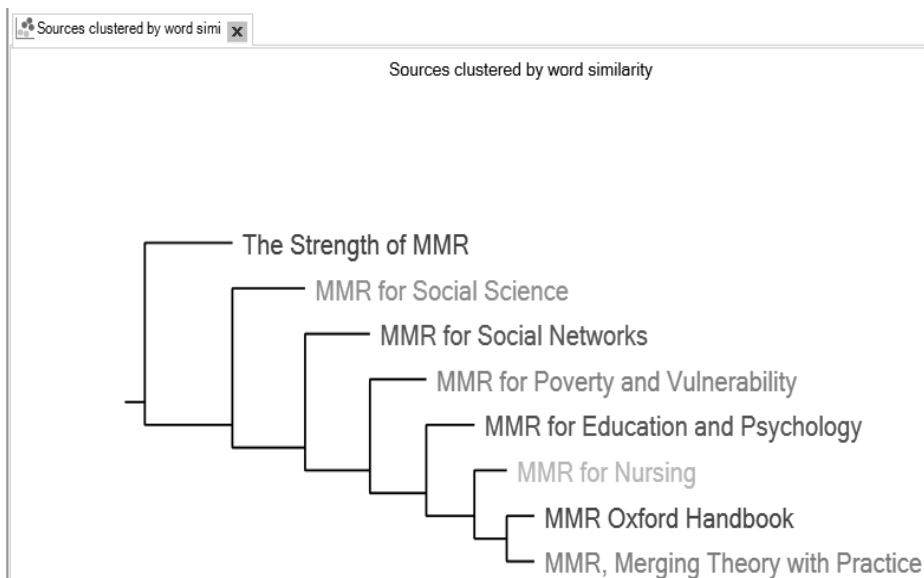 Sources clustered by word simi
Sources clustered by word similarity
The Strength of MMR
MMR for Social Science
MMR for Social Networks
MMR for Poverty and Vulnerability
MMR for Education and Psychology
MMR for Nursing
MMR Oxford Handbook
MMR, Merging Theory with Practice